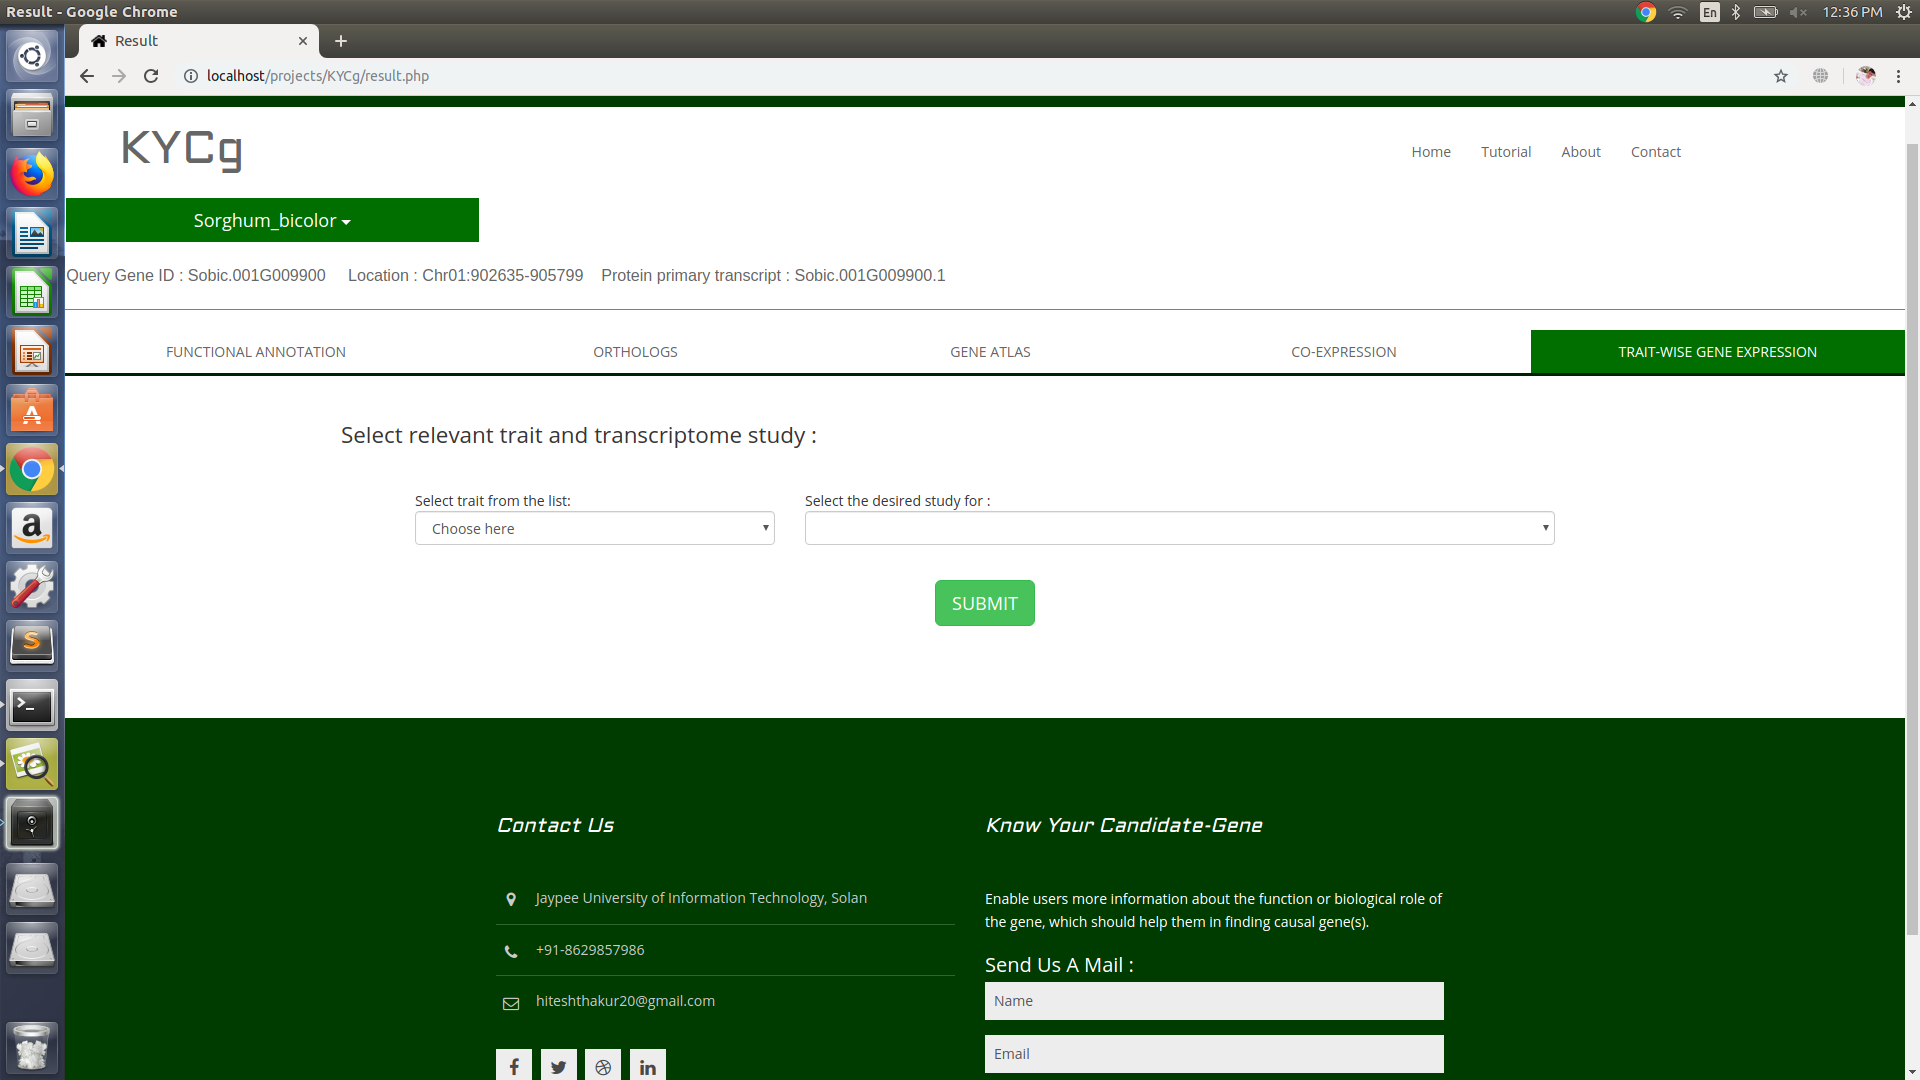 Result - Google Chrome
En
12:36 PM
Result
localhost/projects/KYCg/result.php
KYCg
Home Tutorial About Contact
Sorghum_bicolor
Query Gene ID : Sobic.001G009900 Location : Chr01:902635-905799 Protein primary transcript : Sobic.001G009900.1
FUNCTIONAL ANNOTATION ORTHOLOGS GENE ATLAS CO-EXPRESSION TRAIT-WISE GENE EXPRESSION
Select relevant trait and transcriptome study :
Select trait from the list: Select the desired study for :
Choose here
SUBMIT
Contact Us
Jaypee University of Information Technology, Solan
+91-8629857986
hiteshthakur20@gmail.com
Know Your Candidate-Gene
Enable users more information about the function or biological role of
the gene, which should help them in finding causal gene(s).
Send Us A Mail :
Name
Email